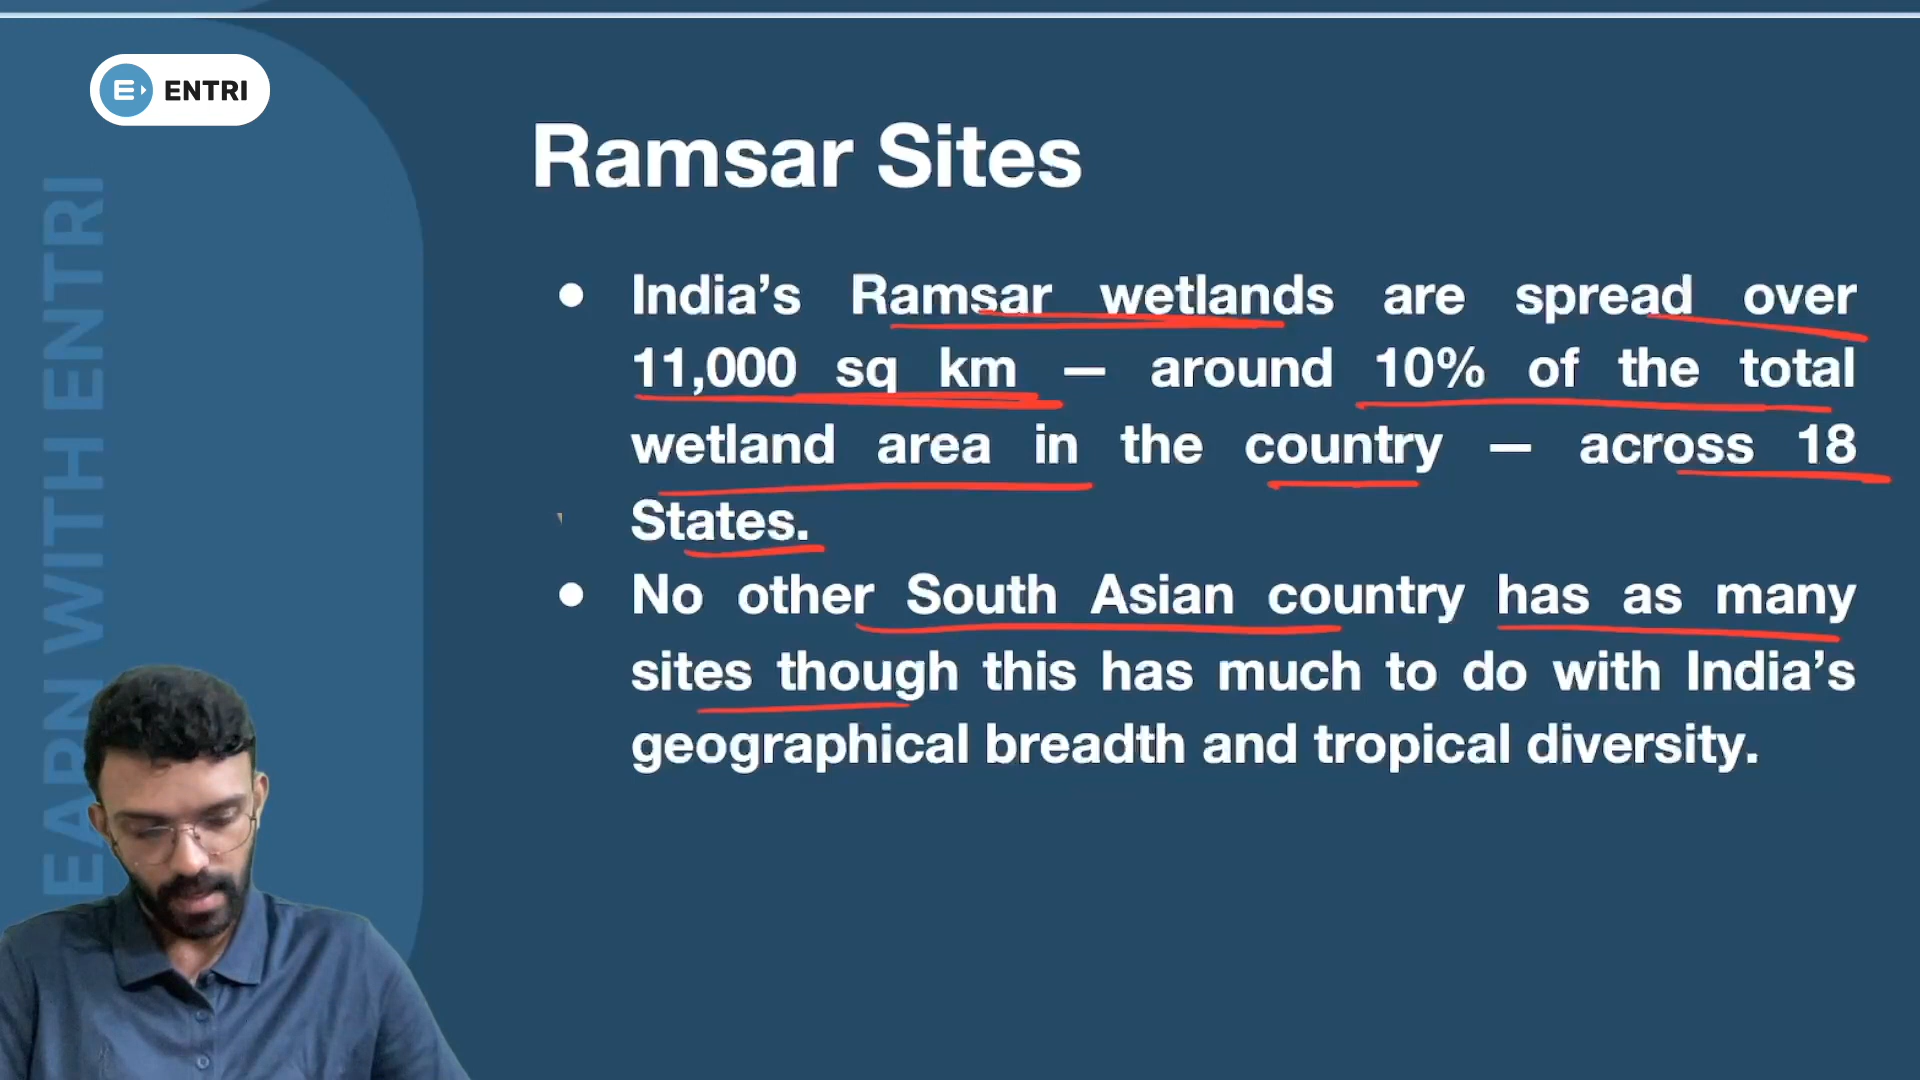 ENTRI
EARN WITH ENTRI
Ramsar Sites
● India’s Ramsar wetlands are spread over
11,000 sq km — around 10% of the total
wetland area in the country — across 18
States.
● No other South Asian country has as many
sites though this has much to do with India’s
geographical breadth and tropical diversity.